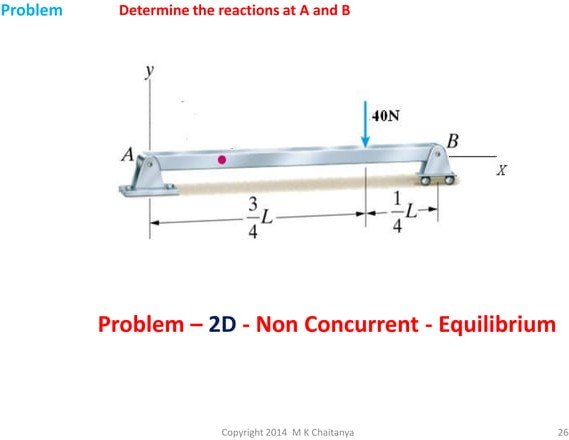 Problem Determine the reactions at A and B
y
40N
A
B
X
3/4 L
1/4 L
Problem – 2D - Non Concurrent - Equilibrium
Copyright 2014 M K Chaitanya 26